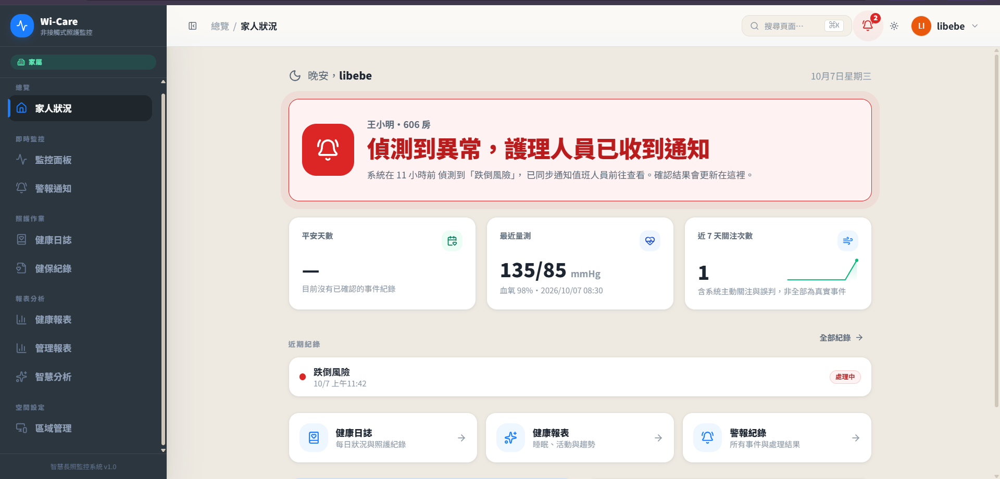 Wi-Care
非接觸式照護監控
家屬
總覽
家人狀況
即時監控
監控面板
警報通知
照護作業
健康日誌
健保紀錄
報表分析
健康報表
管理報表
智慧分析
空間設定
區域管理
智慧長照監控系統 v1.0
總覽 / 家人狀況
搜尋頁面… ⌘K
2
LI libebe
晚安，libebe
10月7日星期三
王小明・606 房
偵測到異常，護理人員已收到通知
系統在 11 小時前 偵測到「跌倒風險」， 已同步通知值班人員前往查看。確認結果會更新在這裡。
平安天數
—
目前沒有已確認的事件紀錄
最近量測
135/85 mmHg
血氧 98%・2026/10/07 08:30
近 7 天關注次數
1
含系統主動關注與誤判，非全部為真實事件
近期紀錄
全部紀錄
跌倒風險
10/7 上午11:42
處理中
健康日誌
每日狀況與照護紀錄
健康報表
睡眠、活動與趨勢
警報紀錄
所有事件與處理結果